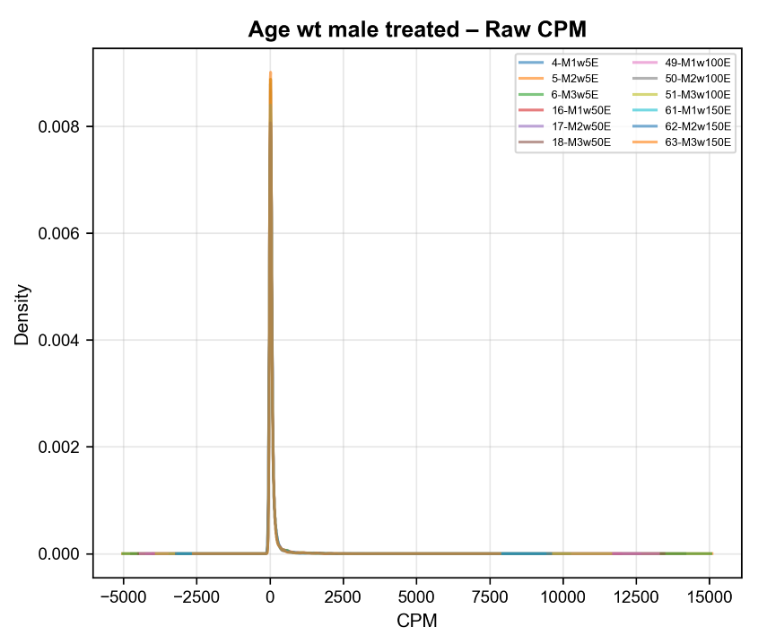 Age wt male treated – Raw CPM
4-M1w5E
5-M2w5E
6-M3w5E
16-M1w50E
17-M2w50E
18-M3w50E
49-M1w100E
50-M2w100E
51-M3w100E
61-M1w150E
62-M2w150E
63-M3w150E
Density
0.008
0.006
0.004
0.002
0.000
−5000 −2500 0 2500 5000 7500 10000 12500 15000
CPM